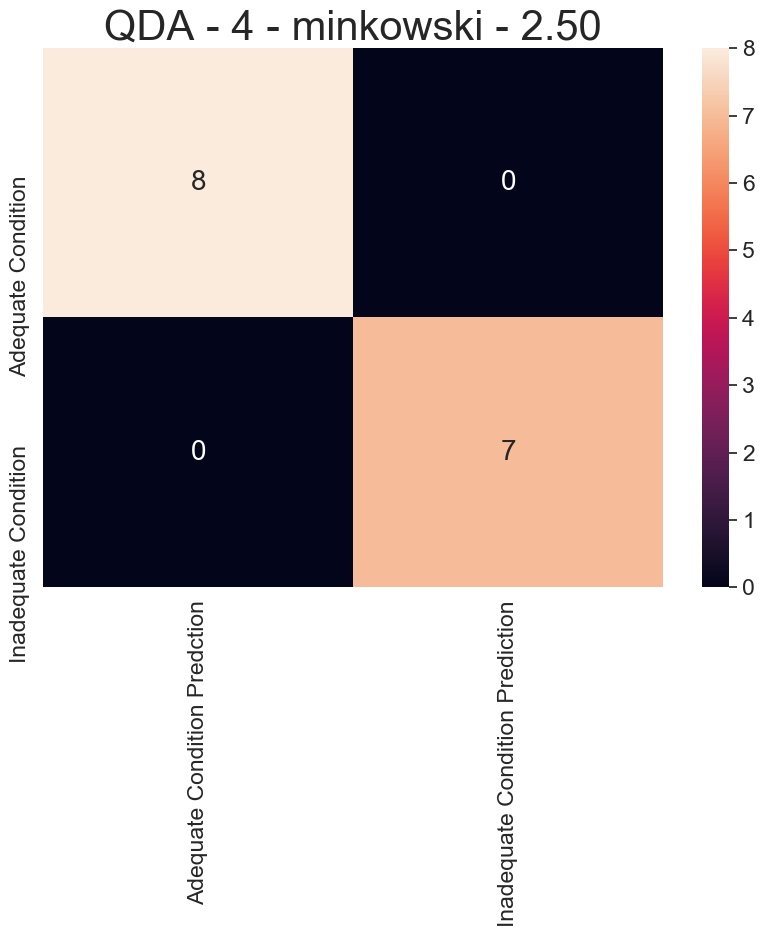 QDA - 4 - minkowski - 2.50
Adequate Condition
Inadequate Condition
8
0
0
7
Adequate Condition Predction
Inadequate Condition Prediction
8
7
6
5
4
3
2
1
0